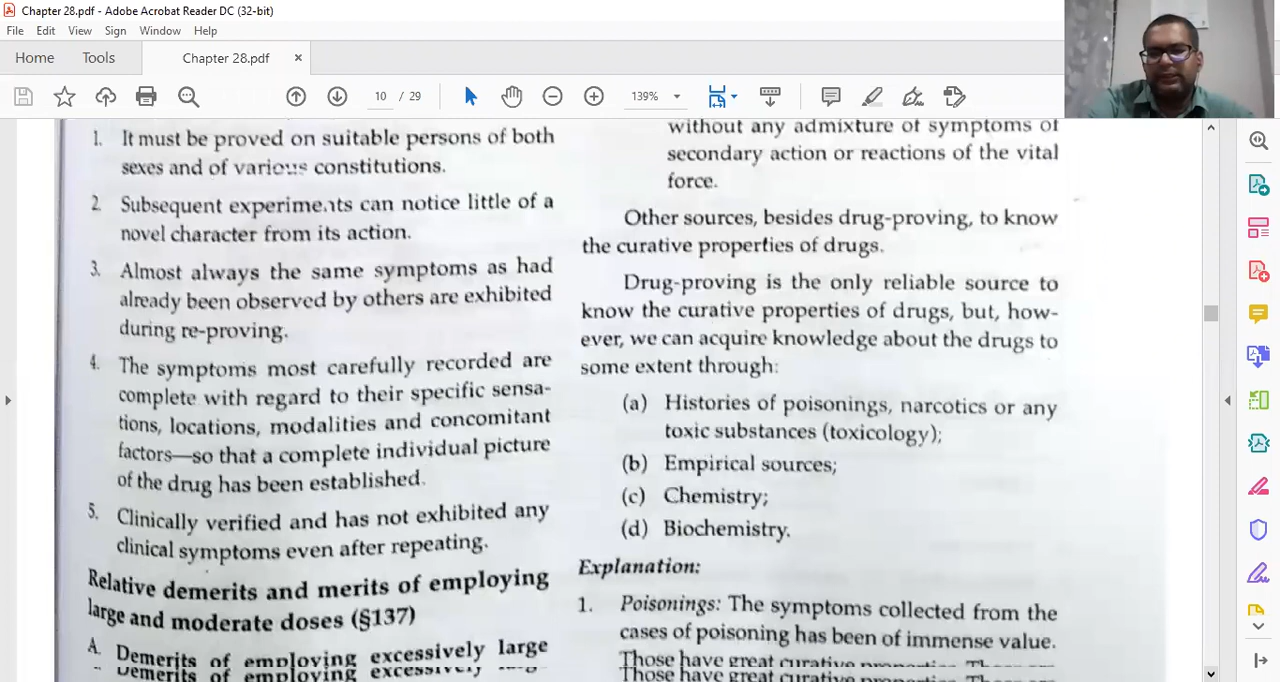 Chapter 28.pdf - Adobe Acrobat Reader DC (32-bit)
File Edit View Sign Window Help
Home Tools Chapter 28.pdf ×
10 / 29 139%
1. It must be proved on suitable persons of both
sexes and of various constitutions.
2. Subsequent experiments can notice little of a
novel character from its action.
3. Almost always the same symptoms as had
already been observed by others are exhibited
during re-proving.
4. The symptoms most carefully recorded are
complete with regard to their specific sensa-
tions, locations, modalities and concomitant
factors—so that a complete individual picture
of the drug has been established.
5. Clinically verified and has not exhibited any
clinical symptoms even after repeating.
Relative demerits and merits of employing
large and moderate doses (§137)
A. Demerits of employing excessively large
without any admixture of symptoms of
secondary action or reactions of the vital
force.
Other sources, besides drug-proving, to know
the curative properties of drugs.
Drug-proving is the only reliable source to
know the curative properties of drugs, but, how-
ever, we can acquire knowledge about the drugs to
some extent through:
(a) Histories of poisonings, narcotics or any
toxic substances (toxicology);
(b) Empirical sources;
(c) Chemistry;
(d) Biochemistry.
Explanation:
1. Poisonings: The symptoms collected from the
cases of poisoning has been of immense value.
Those have great curative